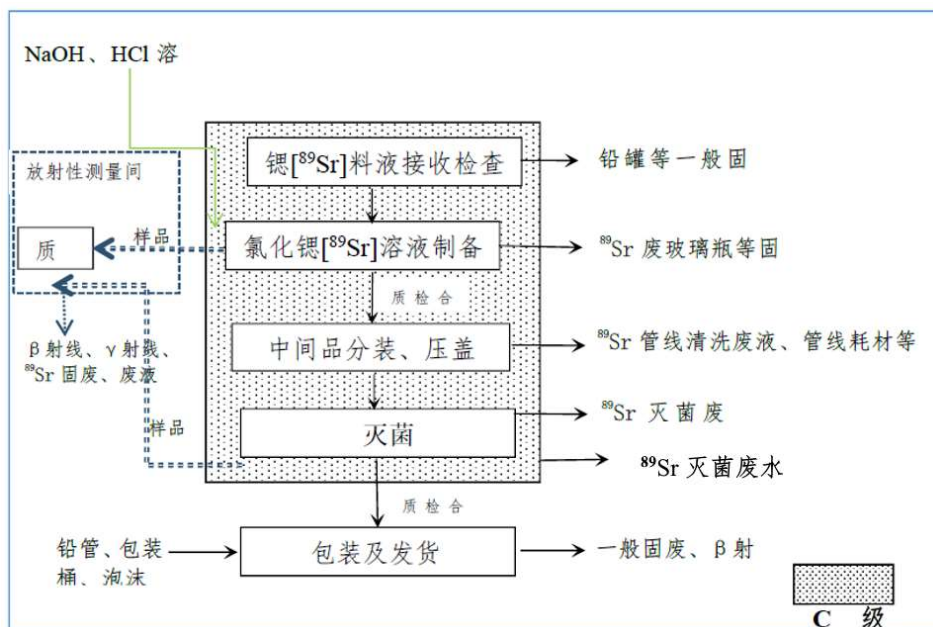 NaOH、HCl 溶
放射性测量间
锶[⁸⁹Sr]料液接收检查
铅罐等一般固
质
样品
氯化锶[⁸⁹Sr]溶液制备
⁸⁹Sr 废玻璃瓶等固
质 检 合
β射线、γ射线、
⁸⁹Sr 固废、废液
中间品分装、压盖
⁸⁹Sr 管线清洗废液、管线耗材等
样品
灭菌
⁸⁹Sr 灭菌废
⁸⁹Sr 灭菌废水
质 检 合
铅管、包装
桶、泡沫
包装及发货
一般固废、β射
C 级